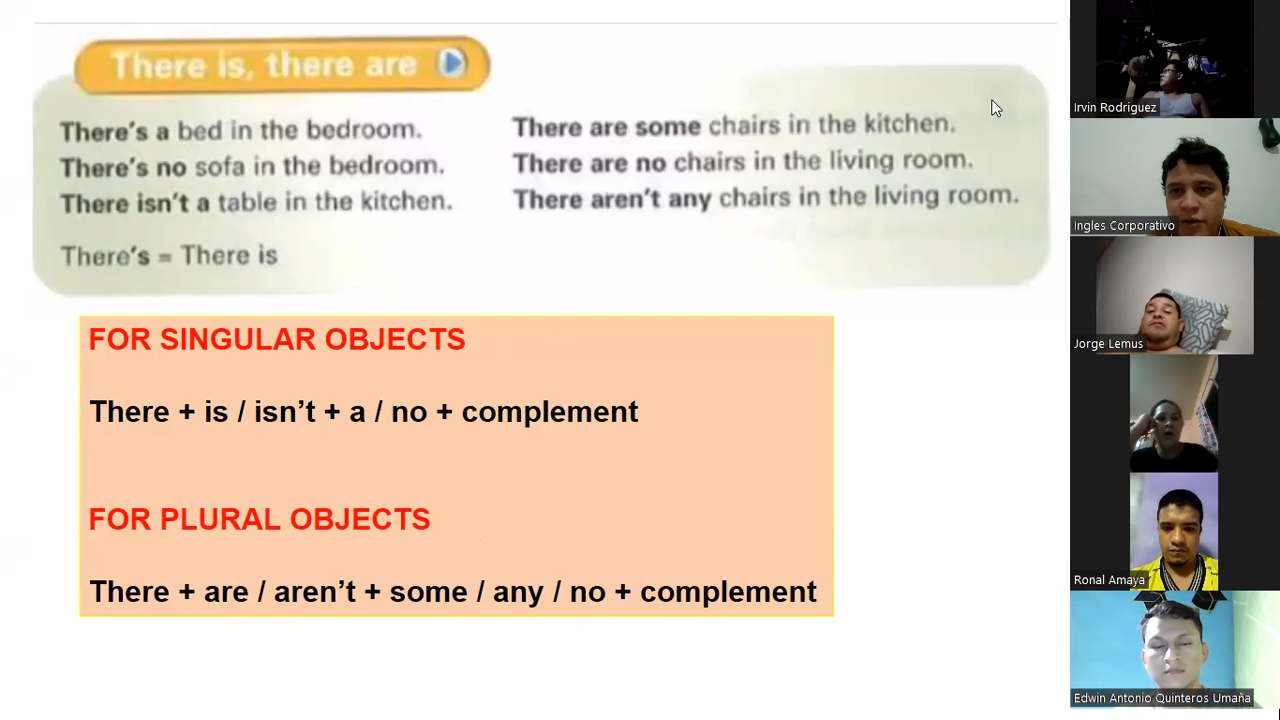 There is, there are
There's a bed in the bedroom.
There's no sofa in the bedroom.
There isn't a table in the kitchen.
There's = There is
There are some chairs in the kitchen.
There are no chairs in the living room.
There aren't any chairs in the living room.
FOR SINGULAR OBJECTS
There + is / isn’t + a / no + complement
FOR PLURAL OBJECTS
There + are / aren’t + some / any / no + complement
Irvin Rodriguez
Ingles Corporativo
Jorge Lemus
Ronal Amaya
Edwin Antonio Quinteros Umaña